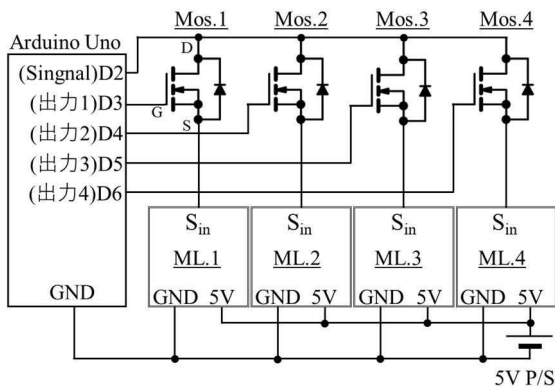 Mos.1 Mos.2 Mos.3 Mos.4
Arduino Uno
D
(Singnal)D2
(出力1)D3
G
S
(出力2)D4
(出力3)D5
(出力4)D6
Sin Sin Sin Sin
ML.1 ML.2 ML.3 ML.4
GND
GND 5V GND 5V GND 5V GND 5V
5V P/S